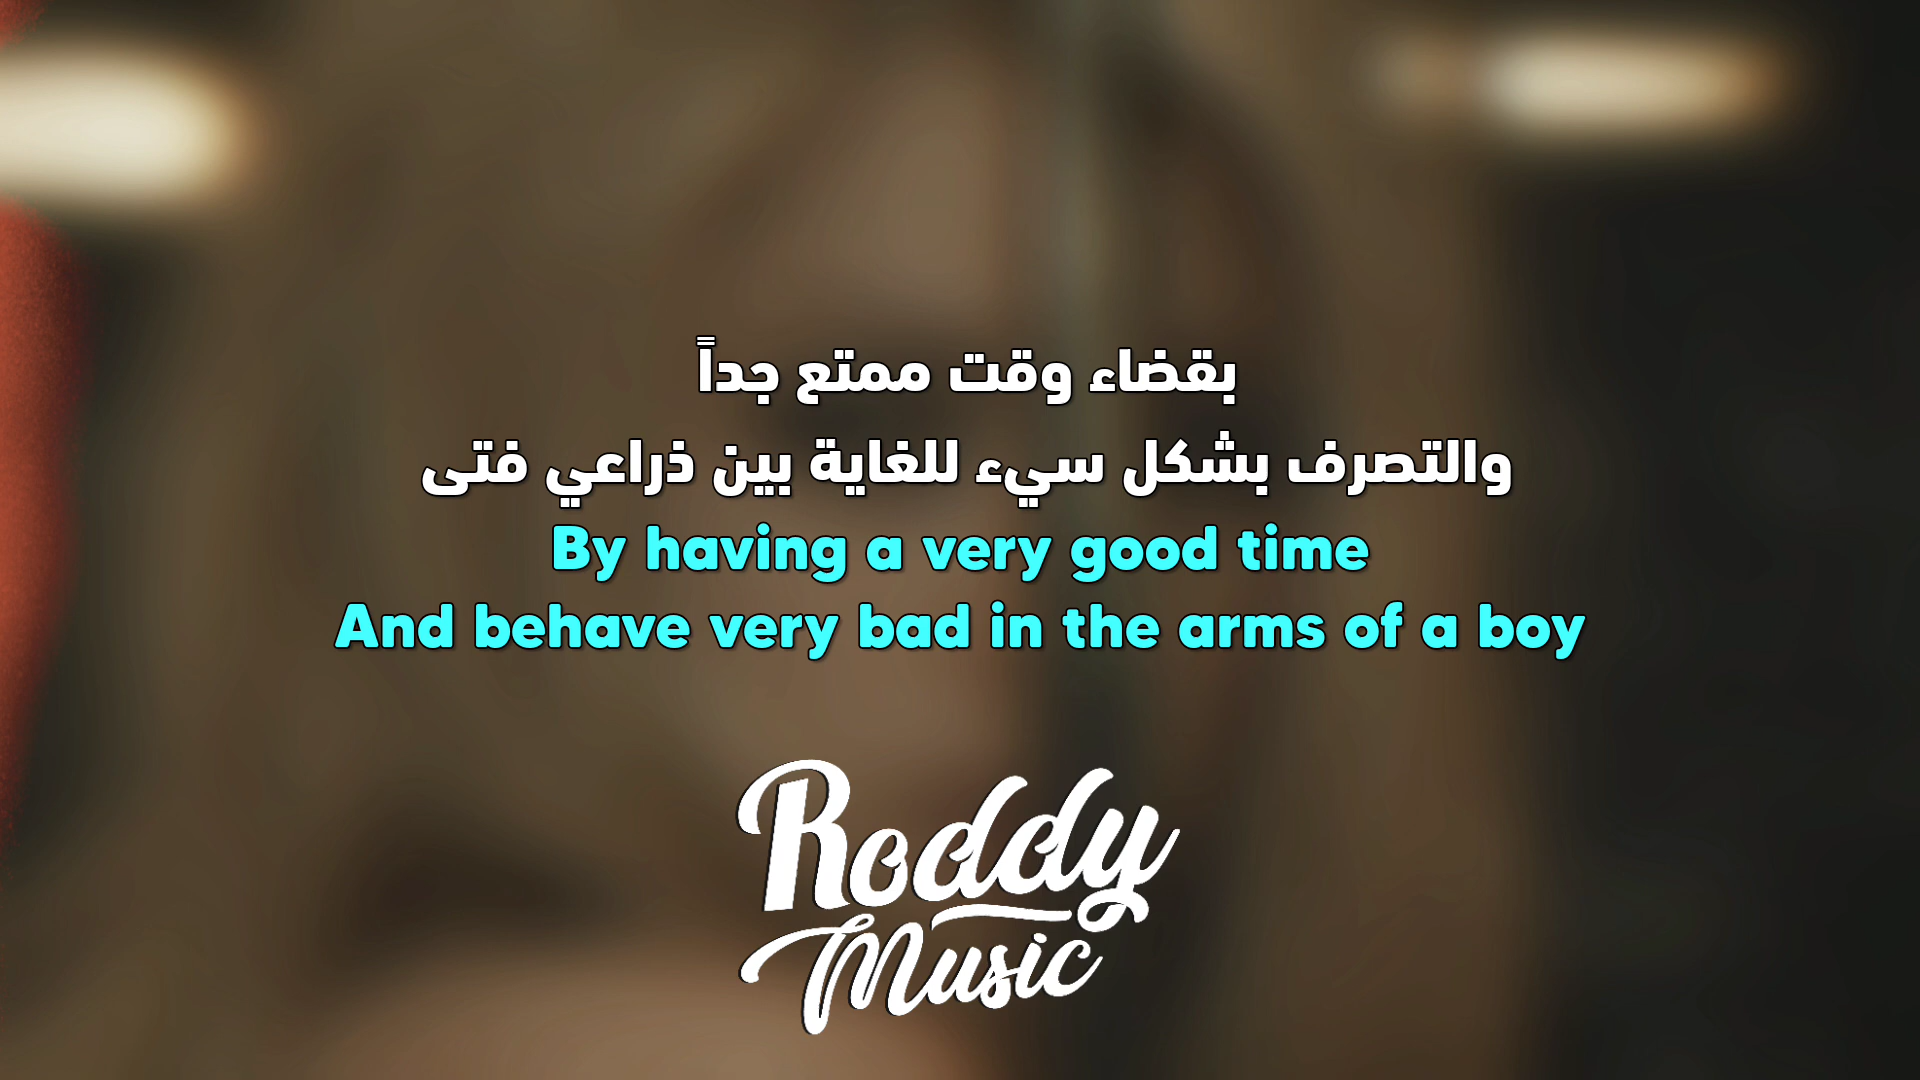 بقضاء وقت ممتع جداً
والتصرف بشكل سيء للغاية بين ذراعي فتى
By having a very good time
And behave very bad in the arms of a boy
Roddy
Music